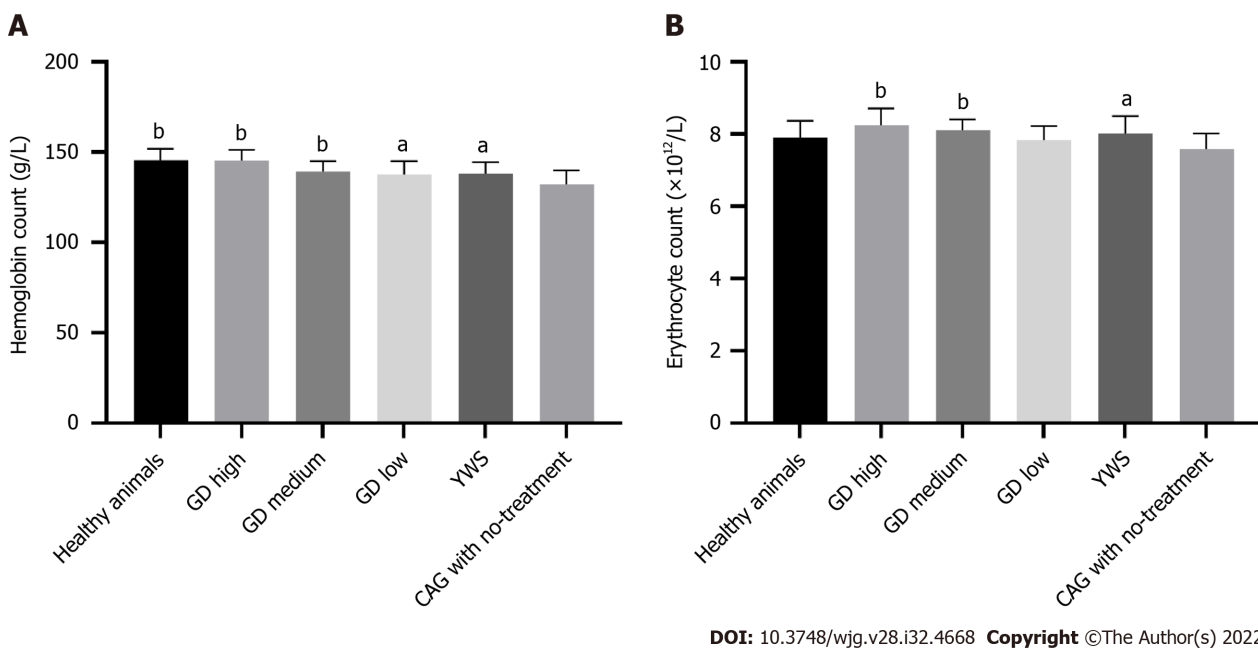 A
Hemoglobin count (g/L)
200
150
100
50
0
b
b
b
a
a
Healthy animals
GD high
GD medium
GD low
YWS
CAG with no-treatment
B
Erythrocyte count (×10¹²/L)
10
8
6
4
2
0
b
b
a
Healthy animals
GD high
GD medium
GD low
YWS
CAG with no-treatment
DOI: 10.3748/wjg.v28.i32.4668 Copyright ©The Author(s) 2022